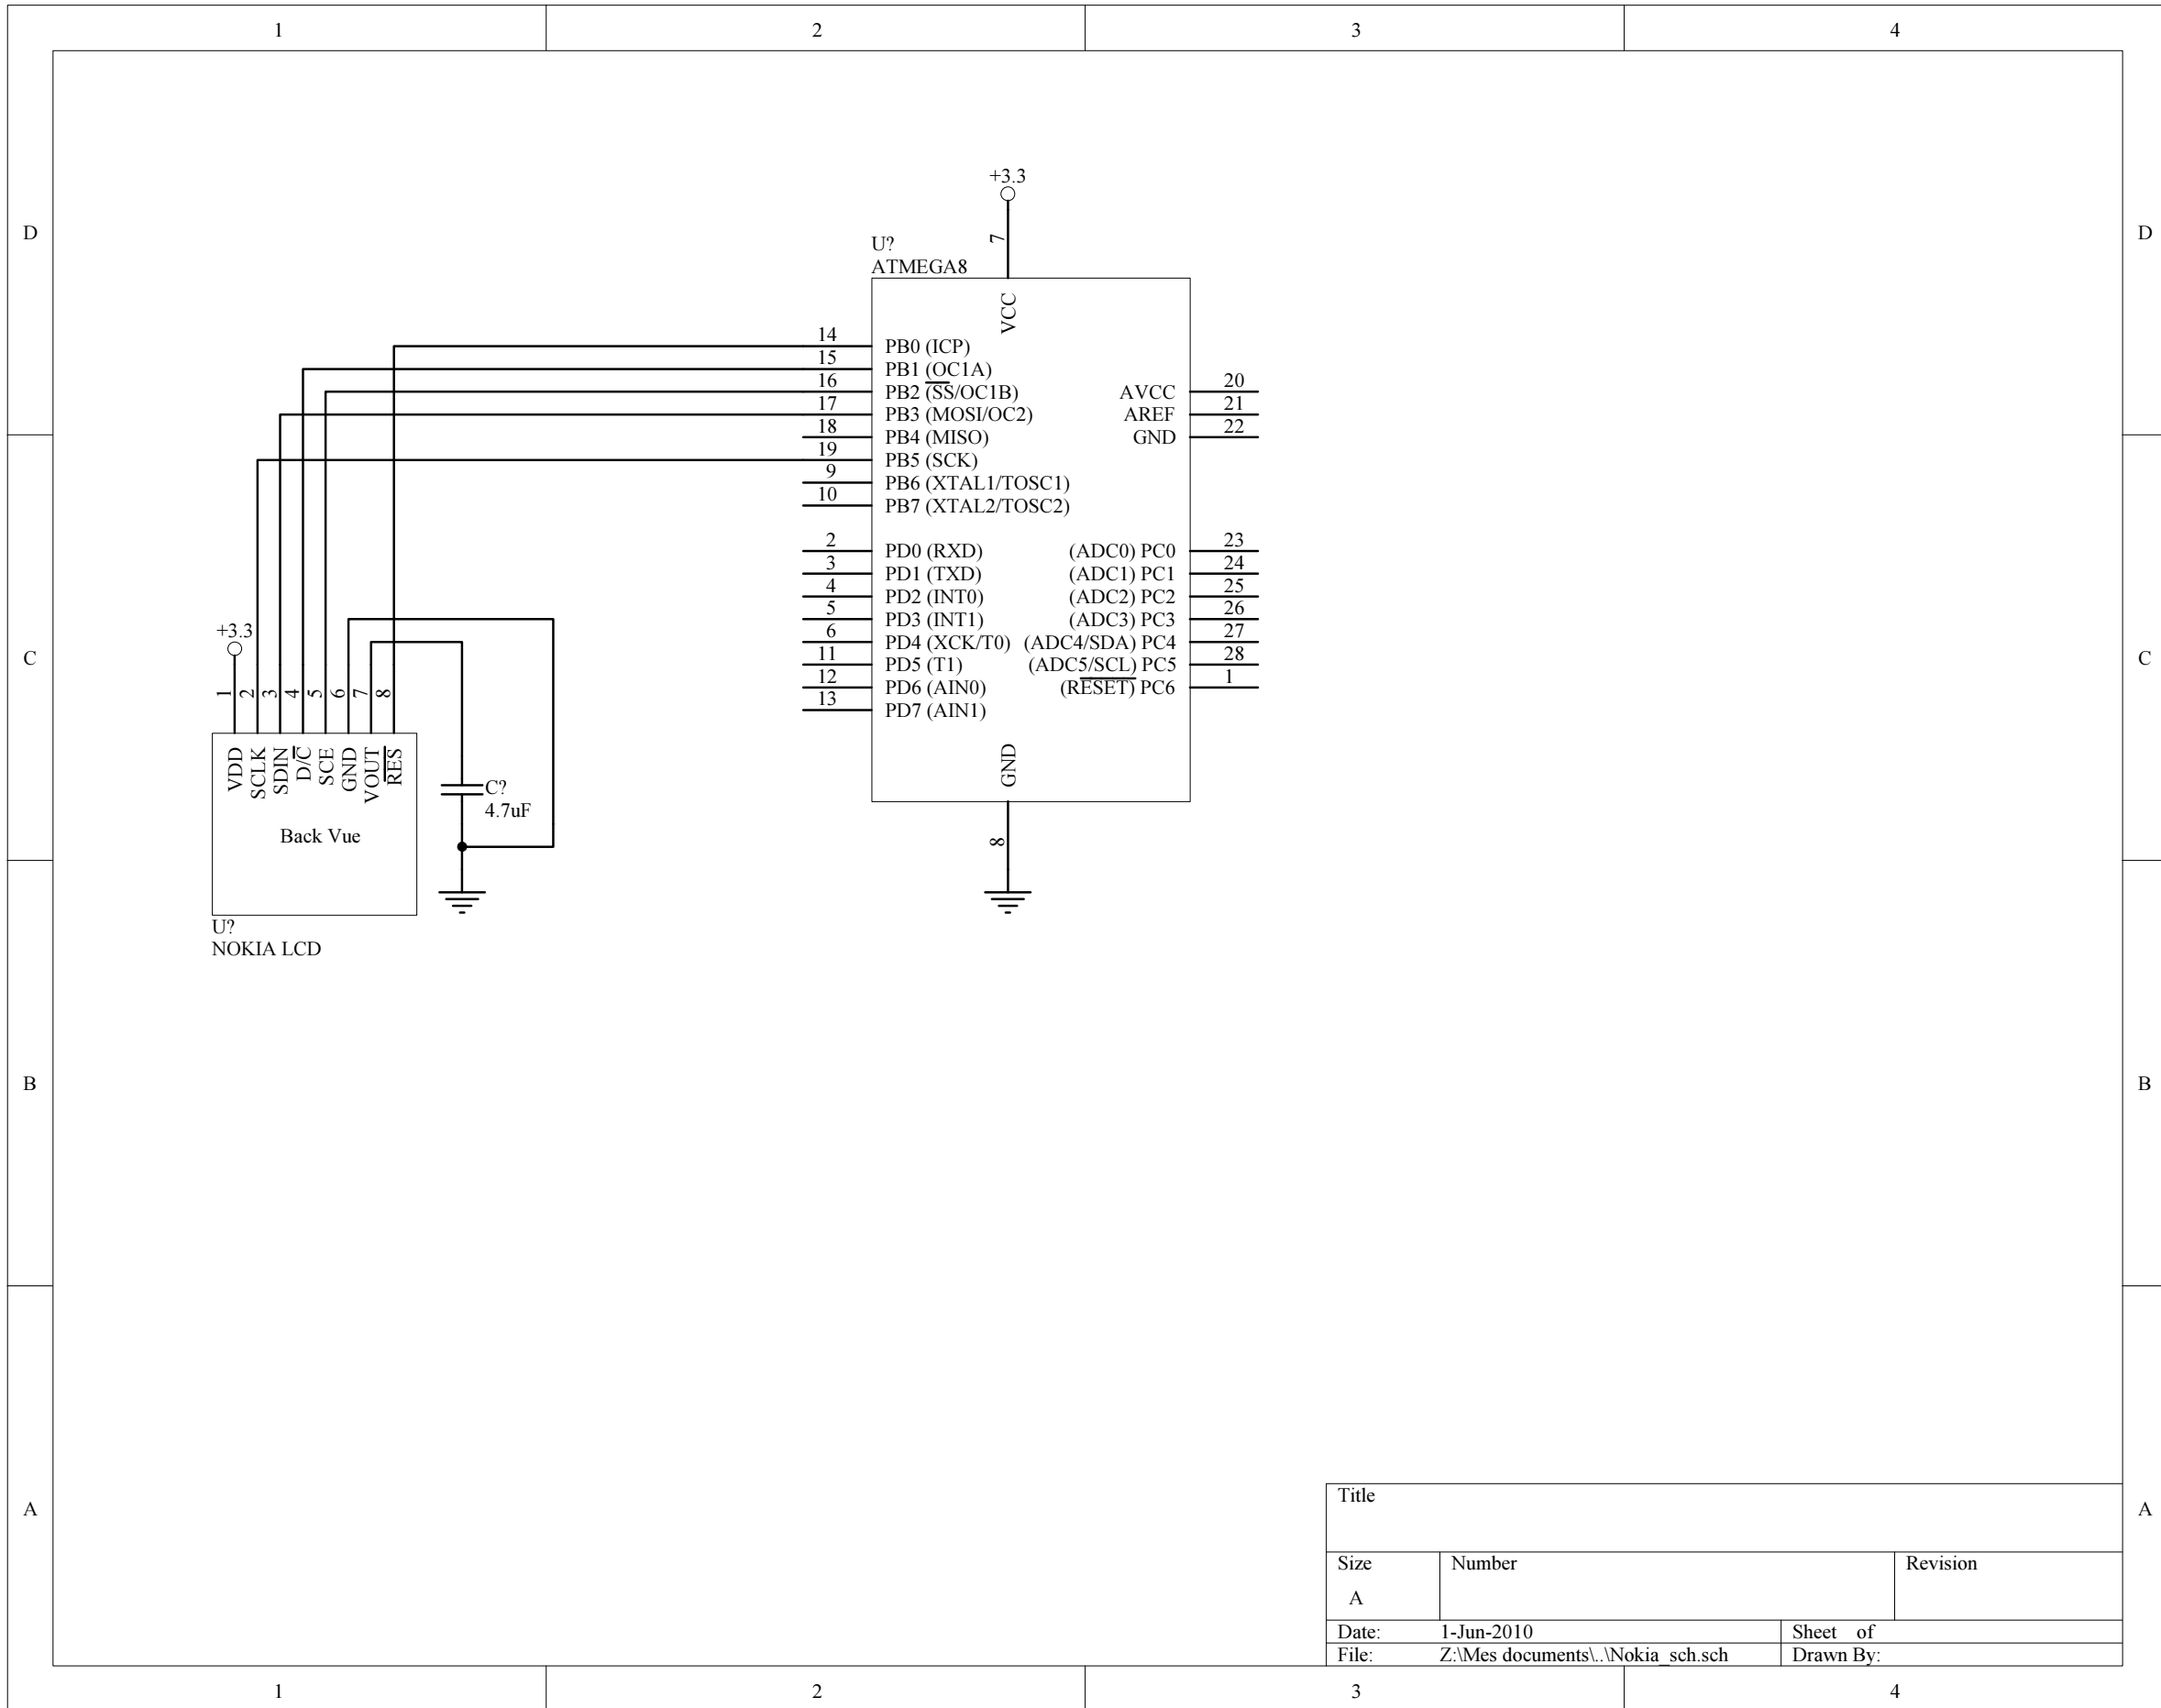 1 2 3 4
D D
C C
B B
A A
+3.3
7
U?
ATMEGA8
VCC
14 PB0 (ICP)
15 PB1 (OC1A)
16 PB2 (SS/OC1B)
17 PB3 (MOSI/OC2)
18 PB4 (MISO)
19 PB5 (SCK)
9 PB6 (XTAL1/TOSC1)
10 PB7 (XTAL2/TOSC2)
AVCC 20
AREF 21
GND 22
2 PD0 (RXD)
3 PD1 (TXD)
4 PD2 (INT0)
5 PD3 (INT1)
6 PD4 (XCK/T0)
11 PD5 (T1)
12 PD6 (AIN0)
13 PD7 (AIN1)
(ADC0) PC0 23
(ADC1) PC1 24
(ADC2) PC2 25
(ADC3) PC3 26
(ADC4/SDA) PC4 27
(ADC5/SCL) PC5 28
(RESET) PC6 1
GND
8
+3.3
1 VDD
2 SCLK
3 SDIN
4 D/C
5 SCE
6 GND
7 VOUT
8 RES
Back Vue
U?
NOKIA LCD
C?
4.7uF
Title
Size Number Revision
A
Date: 1-Jun-2010 Sheet of
File: Z:\Mes documents\..\Nokia_sch.sch Drawn By:
1 2 3 4